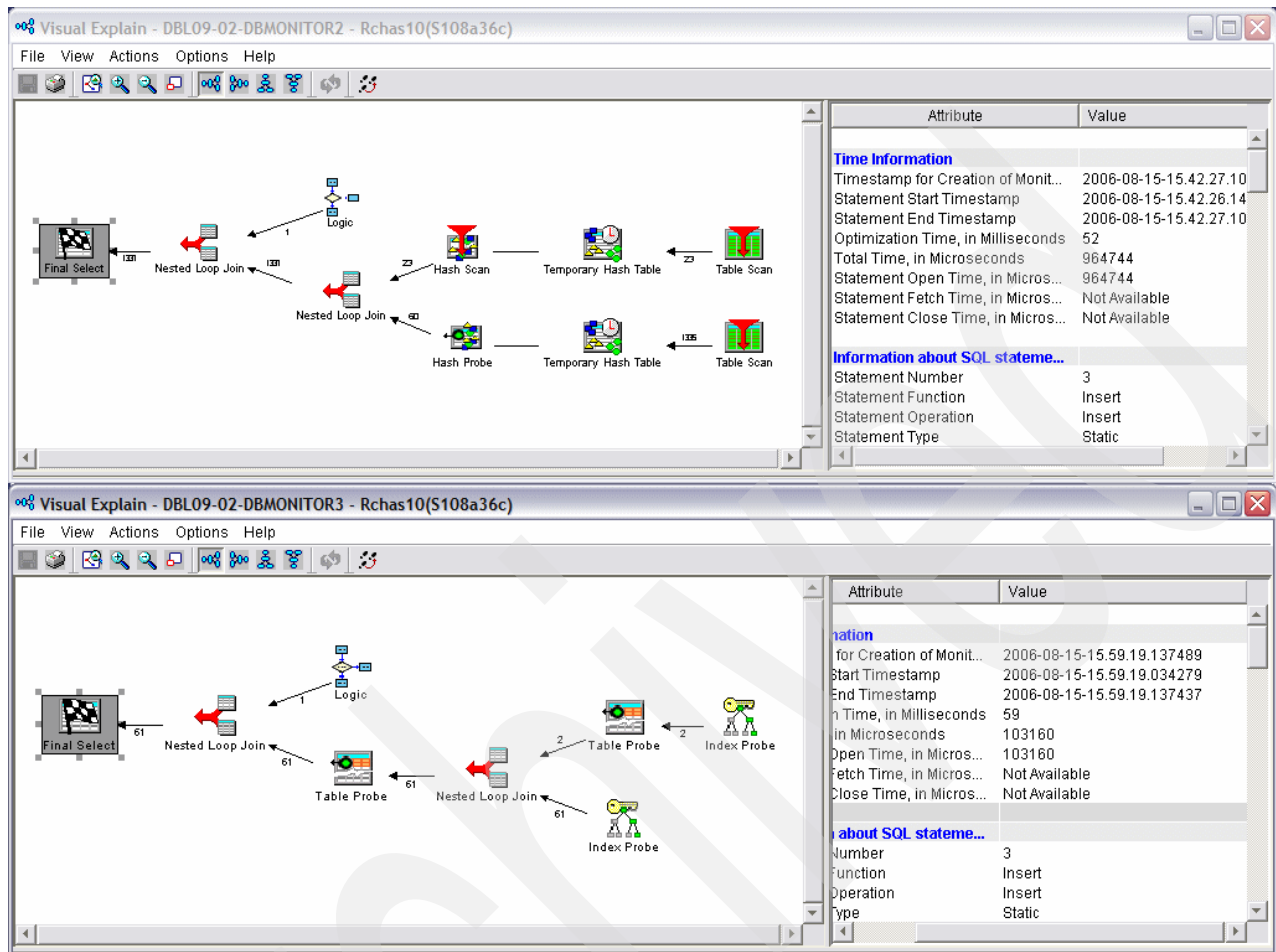 Visual Explain - DBL09-02-DBMONITOR2 - Rchas10(S108a36c)
File View Actions Options Help
Attribute Value
Time Information
Timestamp for Creation of Monit... 2006-08-15-15.42.27.10
Statement Start Timestamp 2006-08-15-15.42.26.14
Statement End Timestamp 2006-08-15-15.42.27.10
Optimization Time, in Milliseconds 52
Total Time, in Microseconds 964744
Statement Open Time, in Micros... 964744
Statement Fetch Time, in Micros... Not Available
Statement Close Time, in Micros... Not Available
Information about SQL stateme...
Statement Number 3
Statement Function Insert
Statement Operation Insert
Statement Type Static
Logic
1
Final Select
1331
Nested Loop Join
1331
Nested Loop Join
23
Hash Scan
Temporary Hash Table
23
Table Scan
60
Hash Probe
Temporary Hash Table
1335
Table Scan
Visual Explain - DBL09-02-DBMONITOR3 - Rchas10(S108a36c)
File View Actions Options Help
Attribute Value
nation
for Creation of Monit... 2006-08-15-15.59.19.137489
Start Timestamp 2006-08-15-15.59.19.034279
End Timestamp 2006-08-15-15.59.19.137437
n Time, in Milliseconds 59
in Microseconds 103160
Open Time, in Micros... 103160
Fetch Time, in Micros... Not Available
Close Time, in Micros... Not Available
about SQL stateme...
Number 3
Function Insert
Operation Insert
Type Static
Logic
1
Final Select
61
Nested Loop Join
61
Table Probe
61
Nested Loop Join
2
Table Probe
2
Index Probe
61
Index Probe